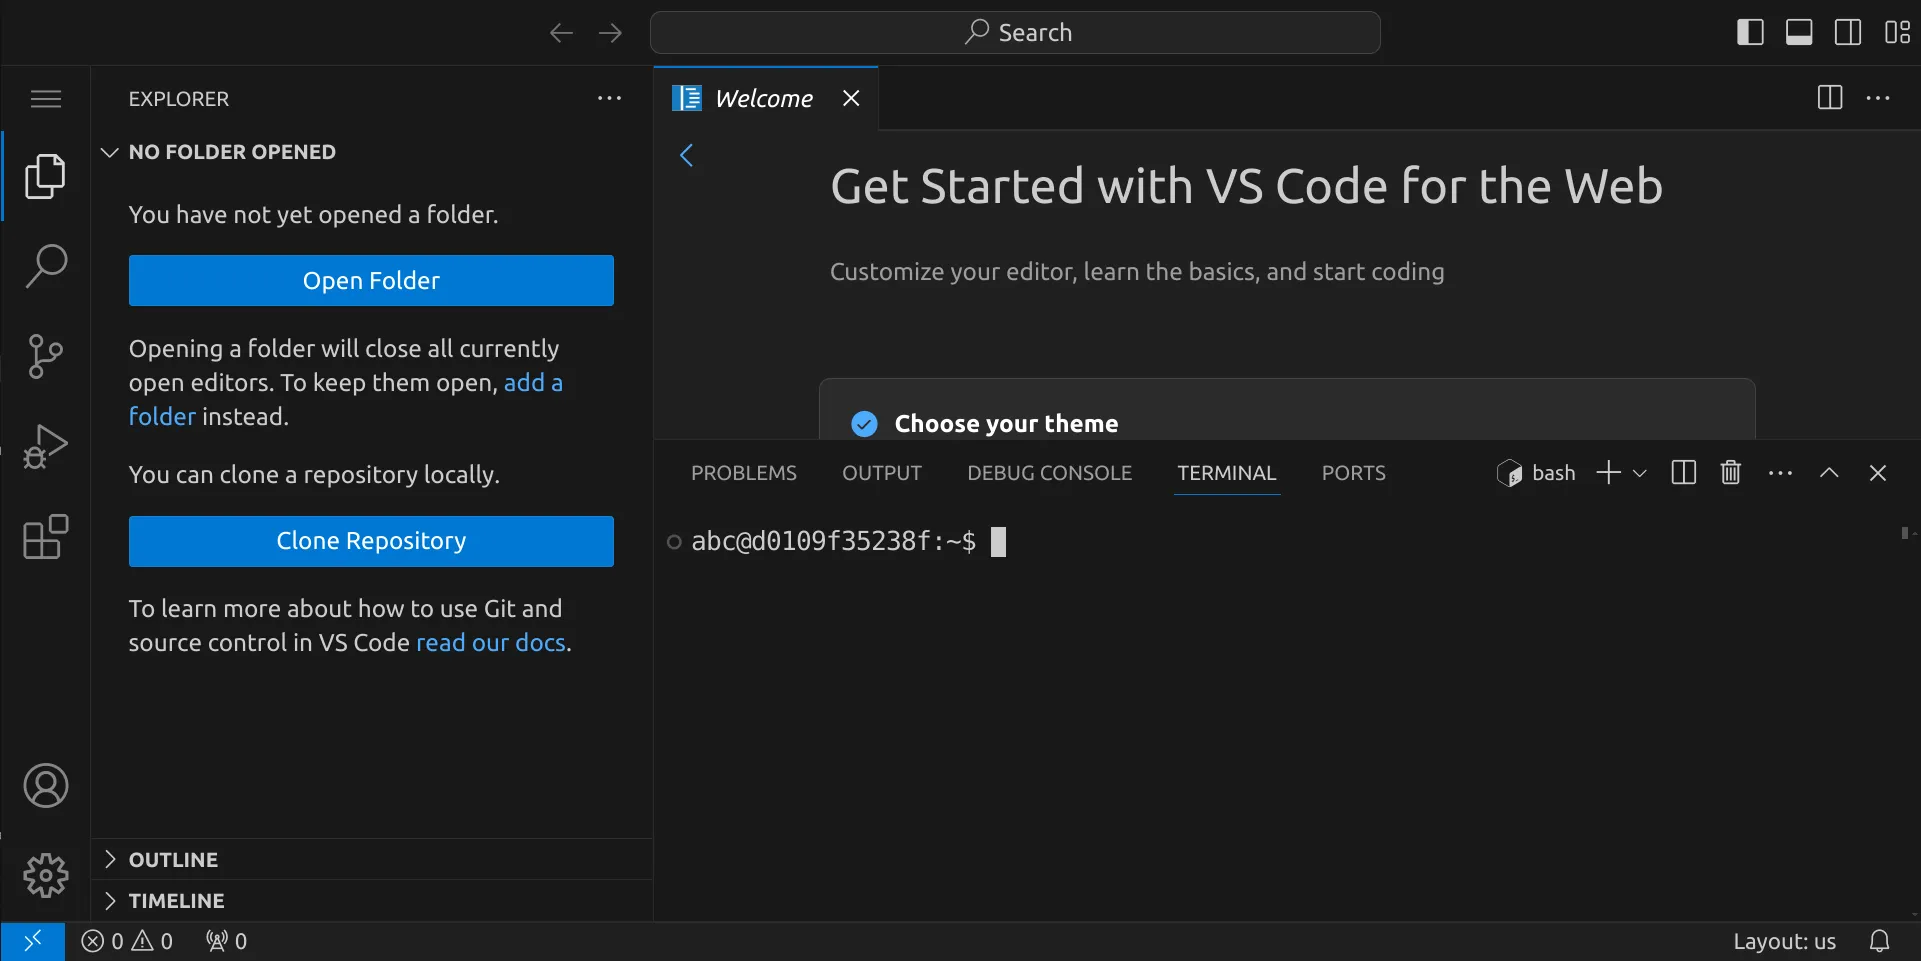 Search
EXPLORER
NO FOLDER OPENED
You have not yet opened a folder.
Open Folder
Opening a folder will close all currently
open editors. To keep them open, add a
folder instead.
You can clone a repository locally.
Clone Repository
To learn more about how to use Git and
source control in VS Code read our docs.
OUTLINE
TIMELINE
Welcome
Get Started with VS Code for the Web
Customize your editor, learn the basics, and start coding
Choose your theme
PROBLEMS OUTPUT DEBUG CONSOLE TERMINAL PORTS bash
abc@d0109f35238f:~$
0 0 0 Layout: us